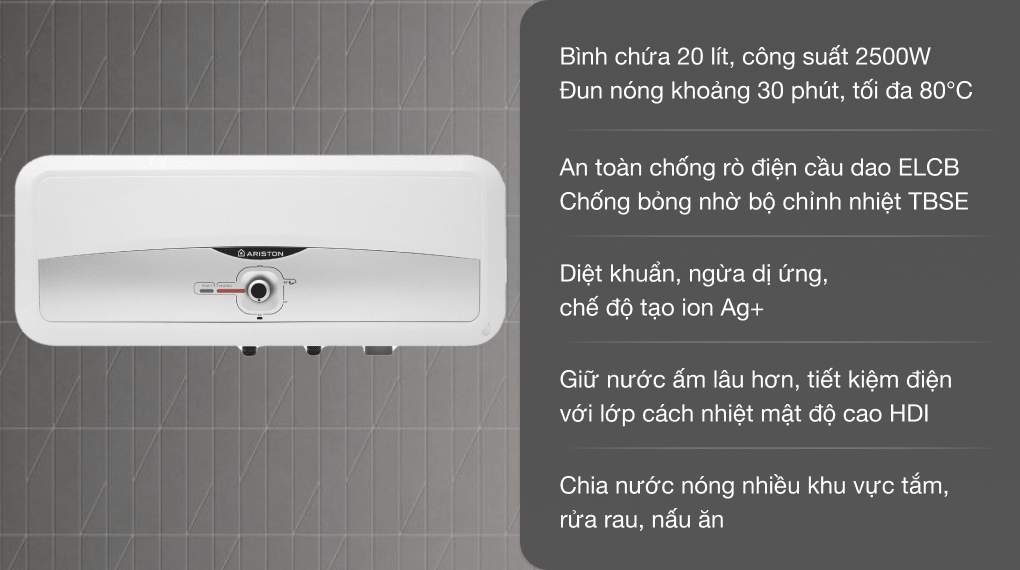 ARISTON
Bình chứa 20 lít, công suất 2500W
Đun nóng khoảng 30 phút, tối đa 80°C
An toàn chống rò điện cầu dao ELCB
Chống bỏng nhờ bộ chỉnh nhiệt TBSE
Diệt khuẩn, ngừa dị ứng,
chế độ tạo ion Ag+
Giữ nước ấm lâu hơn, tiết kiệm điện
với lớp cách nhiệt mật độ cao HDI
Chia nước nóng nhiều khu vực tắm,
rửa rau, nấu ăn